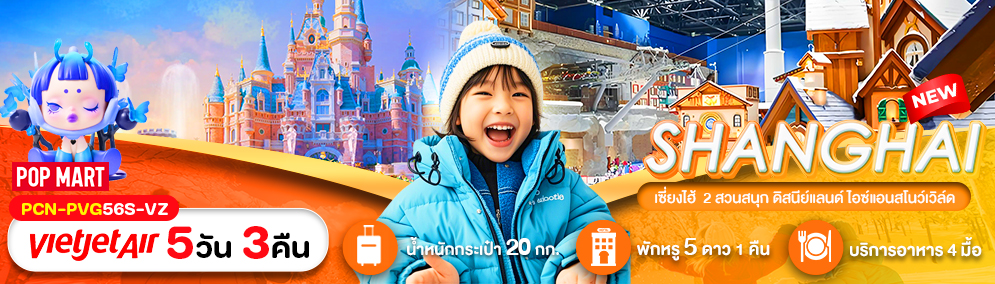 POP MART
PCN-PVG56S-VZ
vietjetAIR 5 วัน 3 คืน
NEW
SHANGHAI
เซี่ยงไฮ้ 2 สวนสนุก ดิสนีย์แลนด์ ไอซ์แอนสโนว์เวิล์ด
น้ำหนักกระเป๋า 20 กก.
พักหรู 5 ดาว 1 คืน
บริการอาหาร 4 มื้อ